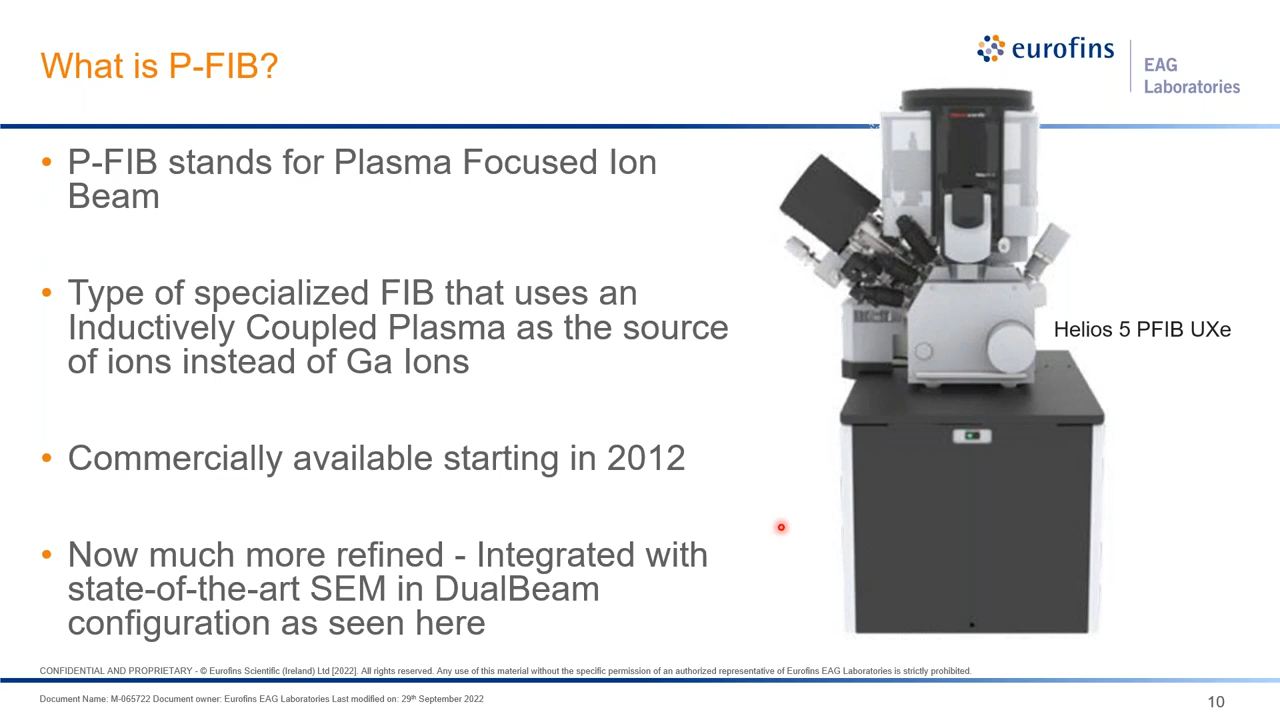 What is P-FIB?
eurofins
EAG
Laboratories
• P-FIB stands for Plasma Focused Ion
Beam
• Type of specialized FIB that uses an
Inductively Coupled Plasma as the source
of ions instead of Ga Ions
Helios 5 PFIB UXe
• Commercially available starting in 2012
• Now much more refined - Integrated with
state-of-the-art SEM in DualBeam
configuration as seen here
CONFIDENTIAL AND PROPRIETARY - © Eurofins Scientific (Ireland) Ltd [2022]. All rights reserved. Any use of this material without the specific permission of an authorized representative of Eurofins EAG Laboratories is strictly prohibited.
Document Name: M-065722 Document owner: Eurofins EAG Laboratories Last modified on: 29th September 2022
10